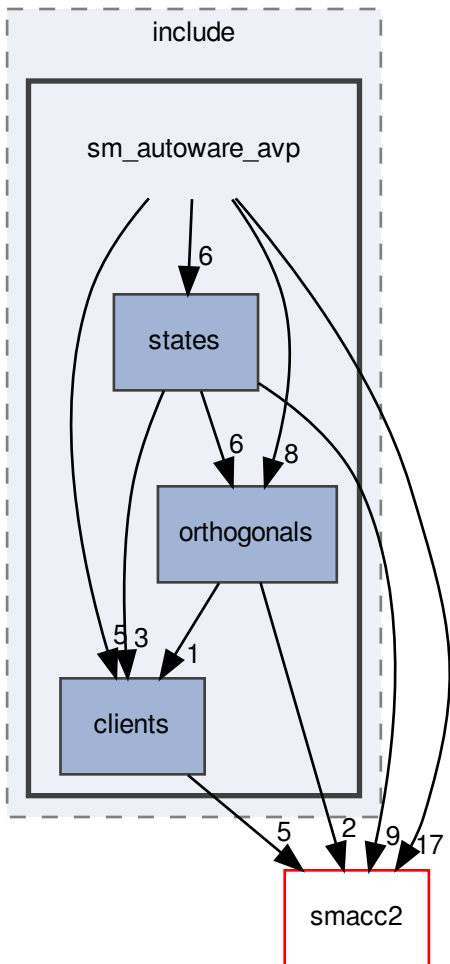 include
sm_autoware_avp
6
states
6
8
orthogonals
5
3
1
clients
5
2
9
17
smacc2